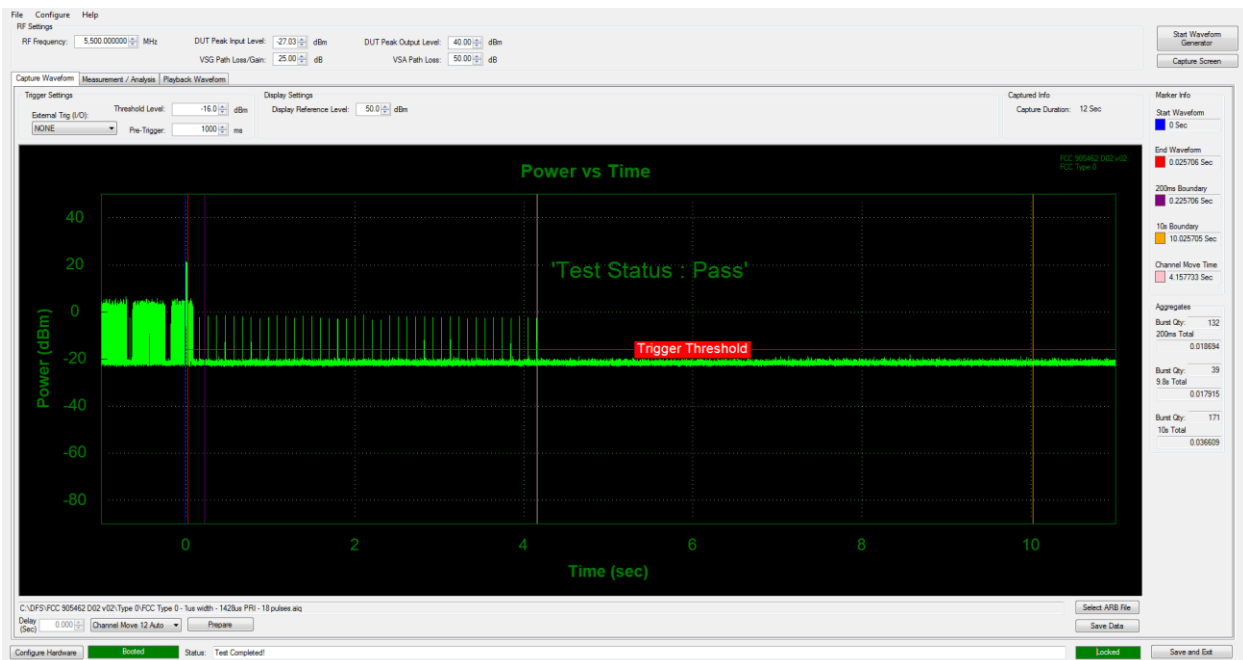 File Configure Help
RF Settings
RF Frequency: 5,500.000000 MHz DUT Peak Input Level: -27.03 dBm DUT Peak Output Level: 40.00 dBm
VSG Path Loss/Gain: 25.00 dB VSA Path Loss: 50.00 dB
Start Waveform
Generator
Capture Screen
Capture Waveform Measurement / Analysis Playback Waveform
Trigger Settings
Threshold Level: -16.0 dBm
External Trig (I/O):
NONE
Pre-Trigger: 1000 ms
Display Settings
Display Reference Level: 50.0 dBm
Captured Info
Capture Duration: 12 Sec
Marker Info
Start Waveform
0 Sec
End Waveform
0.025706 Sec
200ms Boundary
0.225706 Sec
10s Boundary
10.025705 Sec
Channel Move Time
4.157733 Sec
Aggregates
Burst Qty: 132
200ms Total
0.018694
Burst Qty: 39
9.8s Total
0.017915
Burst Qty: 171
10s Total
0.036609
Power vs Time
FCC 905462 D02 v02
FCC Type 0
'Test Status : Pass'
Trigger Threshold
Power (dBm)
40
20
0
-20
-40
-60
-80
0 2 4 6 8 10
Time (sec)
C:\DFS\FCC 905462 D02 v02\Type 0\FCC Type 0 - 1us width - 1428us PRI - 18 pulses.aiq
Select ARB File
Delay
(Sec) 0.000 Channel Move 12 Auto Prepare
Save Data
Configure Hardware Booted Status: Test Completed! Locked Save and Exit